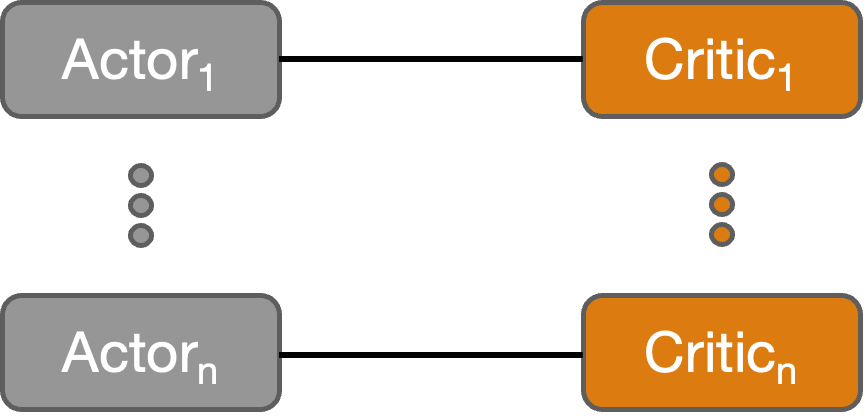 Actor₁ Critic₁
Actorₙ Criticₙ